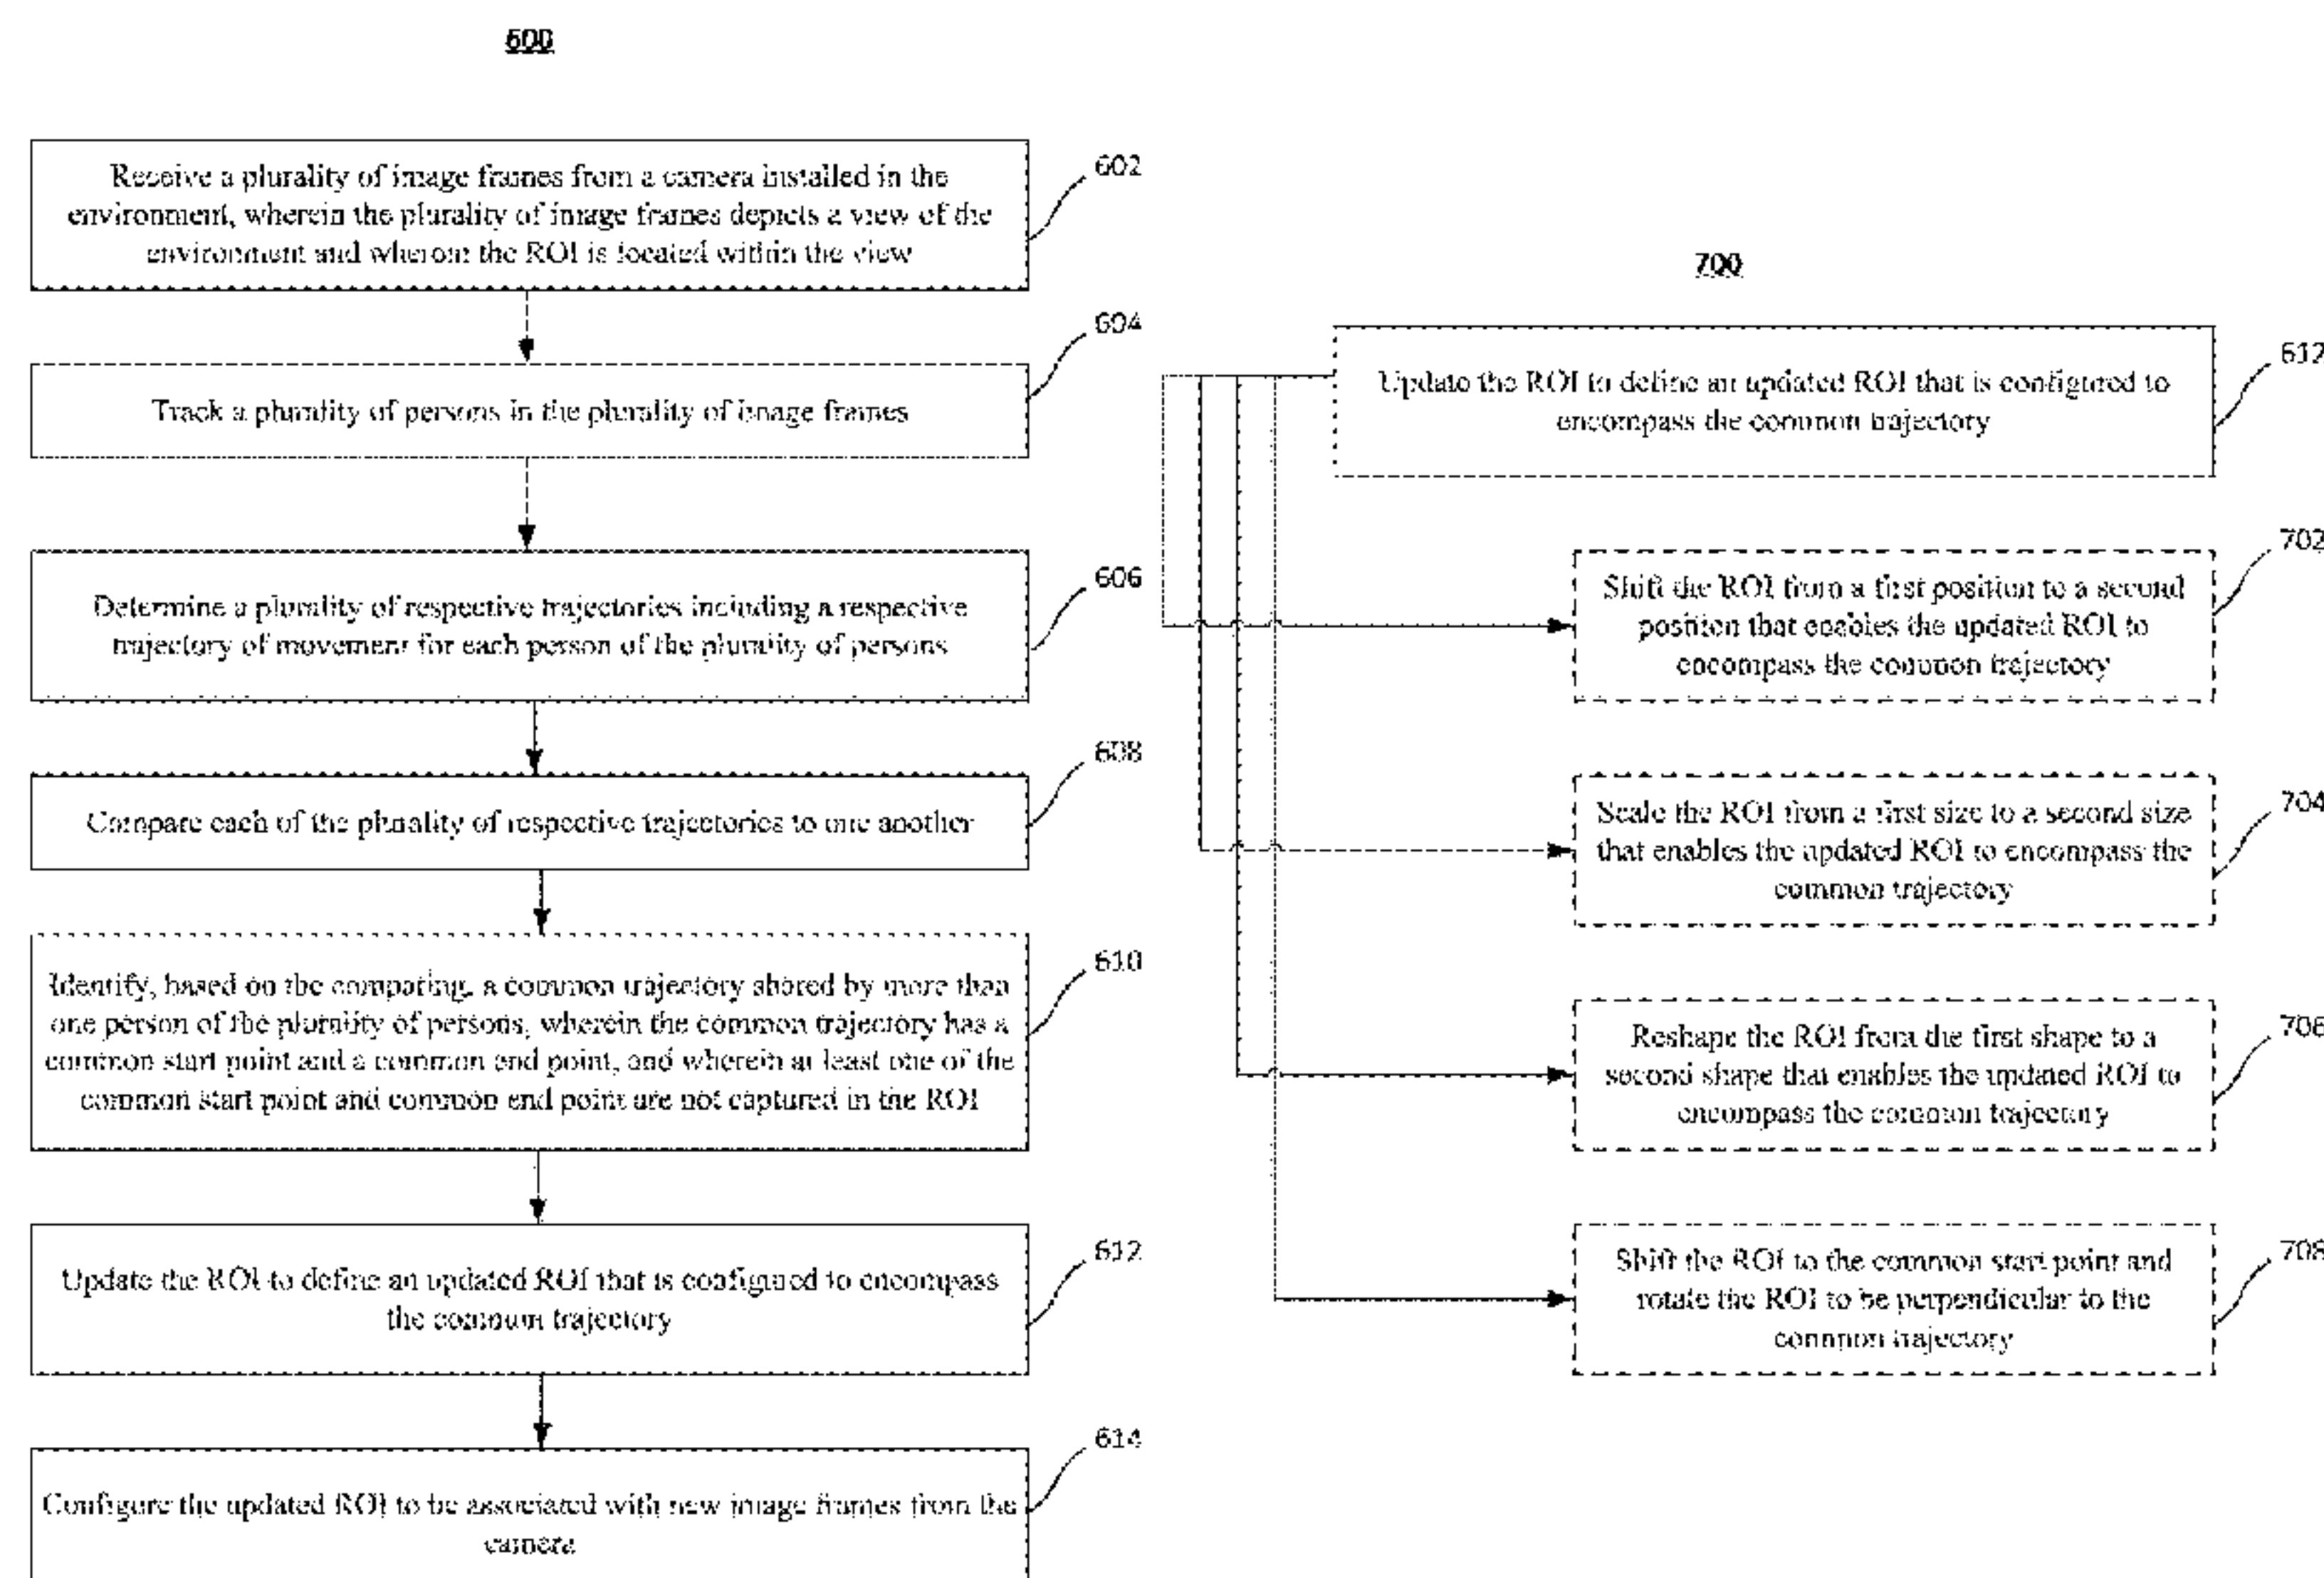 600
Receive a plurality of image frames from a camera installed in the
environment, wherein the plurality of image frames depicts a view of the
environment and wherein the ROI is located within the view
602
Track a plurality of persons in the plurality of image frames
604
Determine a plurality of respective trajectories including a respective
trajectory of movement for each person of the plurality of persons
606
Compare each of the plurality of respective trajectories to one another
608
Identify, based on the comparing, a common trajectory shared by more than
one person of the plurality of persons, wherein the common trajectory has a
common start point and a common end point, and wherein at least one of the
common start point and common end point are not captured in the ROI
610
Update the ROI to define an updated ROI that is configured to encompass
the common trajectory
612
Configure the updated ROI to be associated with new image frames from the
camera
614
700
Update the ROI to define an updated ROI that is configured to
encompass the common trajectory
612
Shift the ROI from a first position to a second
position that enables the updated ROI to
encompass the common trajectory
702
Scale the ROI from a first size to a second size
that enables the updated ROI to encompass the
common trajectory
704
Reshape the ROI from the first shape to a
second shape that enables the updated ROI to
encompass the common trajectory
706
Shift the ROI to the common start point and
rotate the ROI to be perpendicular to the
common trajectory
708